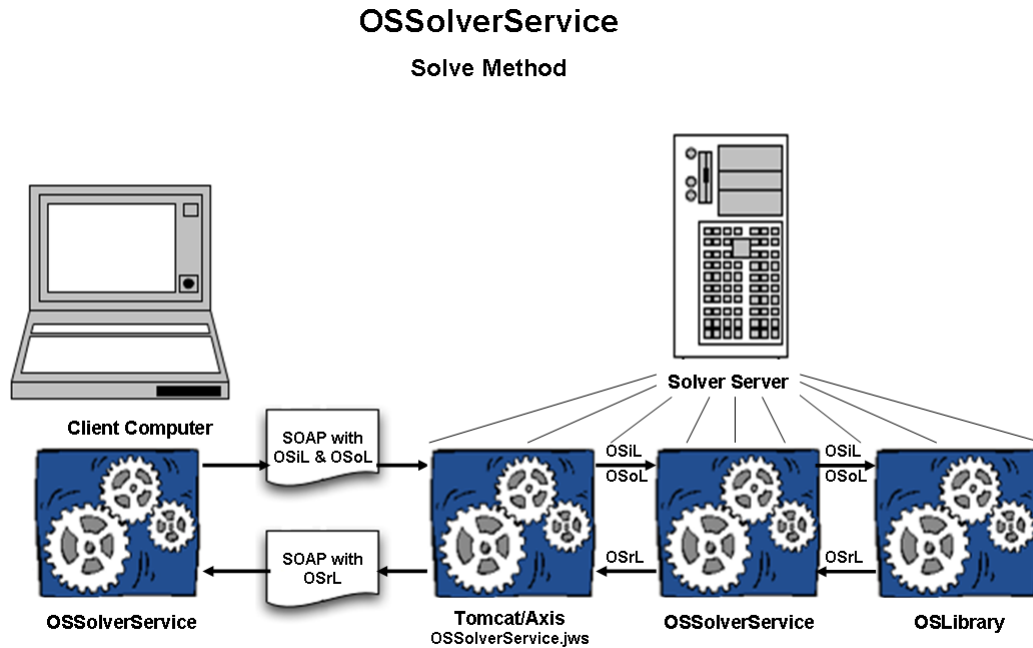 OSSolverService
Solve Method
Solver Server
Client Computer
SOAP with
OSiL & OSoL
OSiL
OSoL
OSiL
OSoL
SOAP with
OSrL
OSrL
OSrL
OSSolverService
Tomcat/Axis
OSSolverService.jws
OSSolverService
OSLibrary